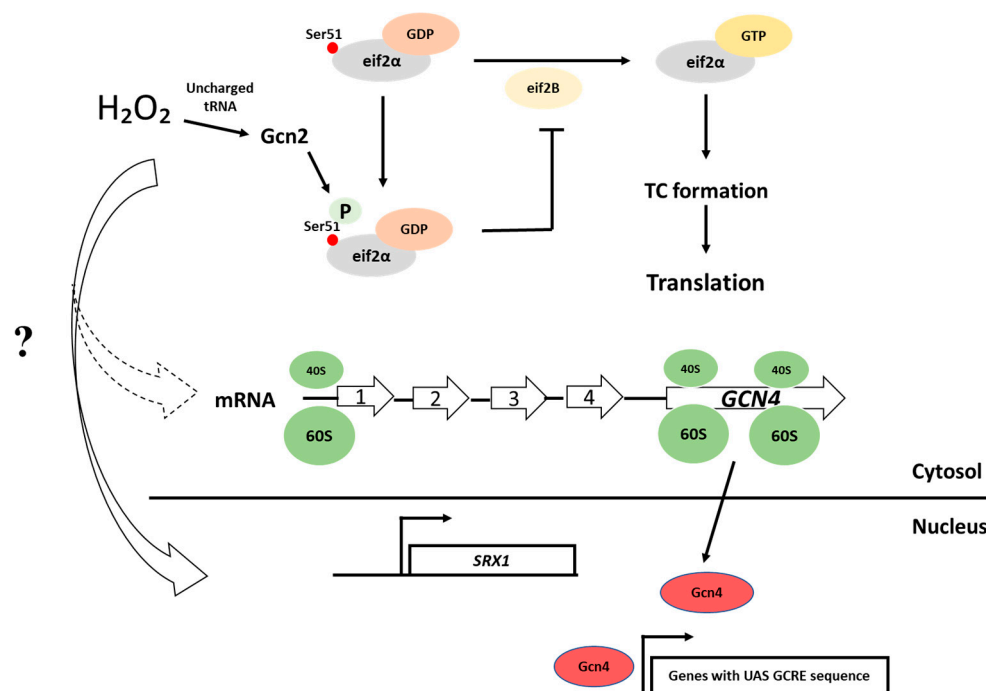 Ser51
GDP
eif2α
GTP
eif2α
eif2B
H₂O₂
Uncharged
tRNA
Gcn2
P
Ser51
GDP
eif2α
TC formation
Translation
?
mRNA
40S
60S
1
2
3
4
GCN4
40S
40S
60S
60S
Cytosol
Nucleus
SRX1
Gcn4
Gcn4
Genes with UAS GCRE sequence